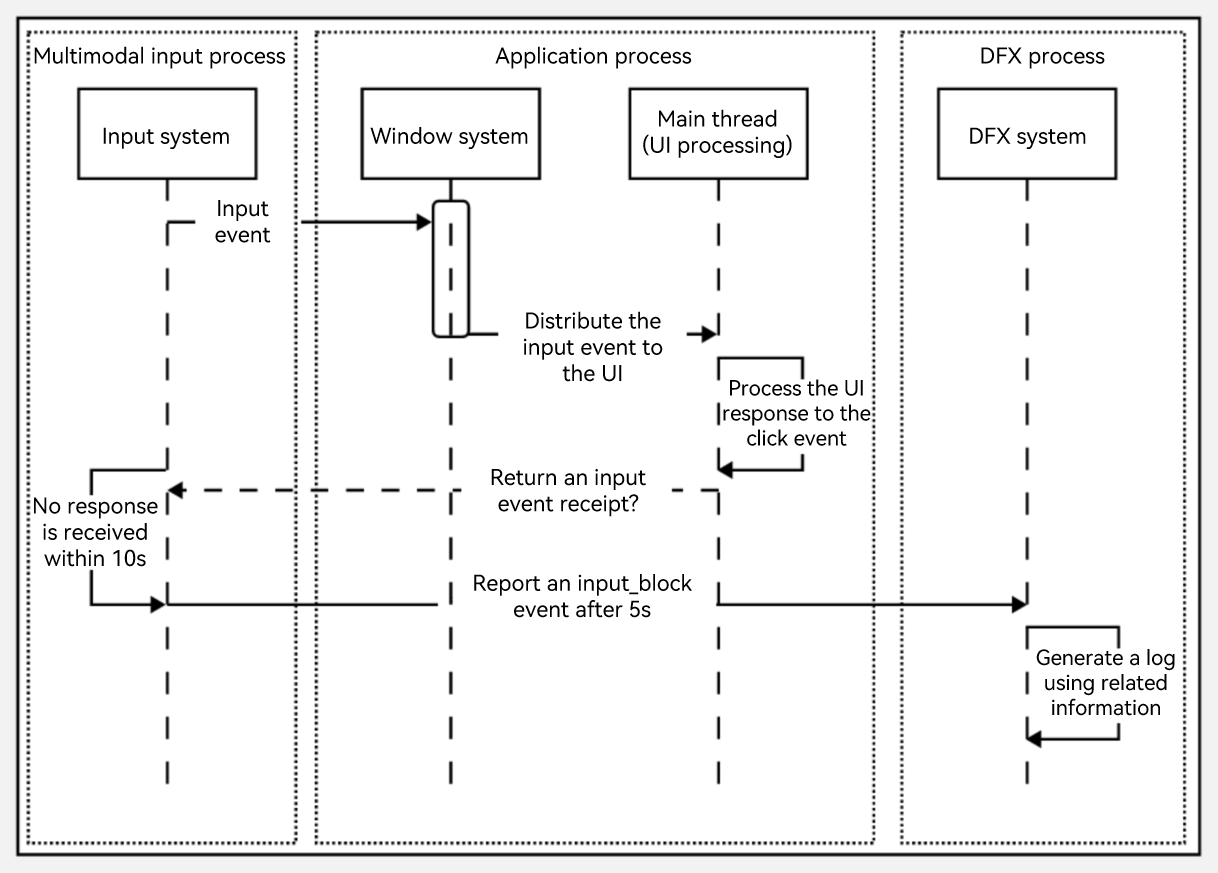 Multimodal input process
Application process
DFX process
Input system
Window system
Main thread
(UI processing)
DFX system
Input
event
Distribute the
input event to
the UI
Process the UI
response to the
click event
Return an input
event receipt?
No response
is received
within 10s
Report an input_block
event after 5s
Generate a log
using related
information